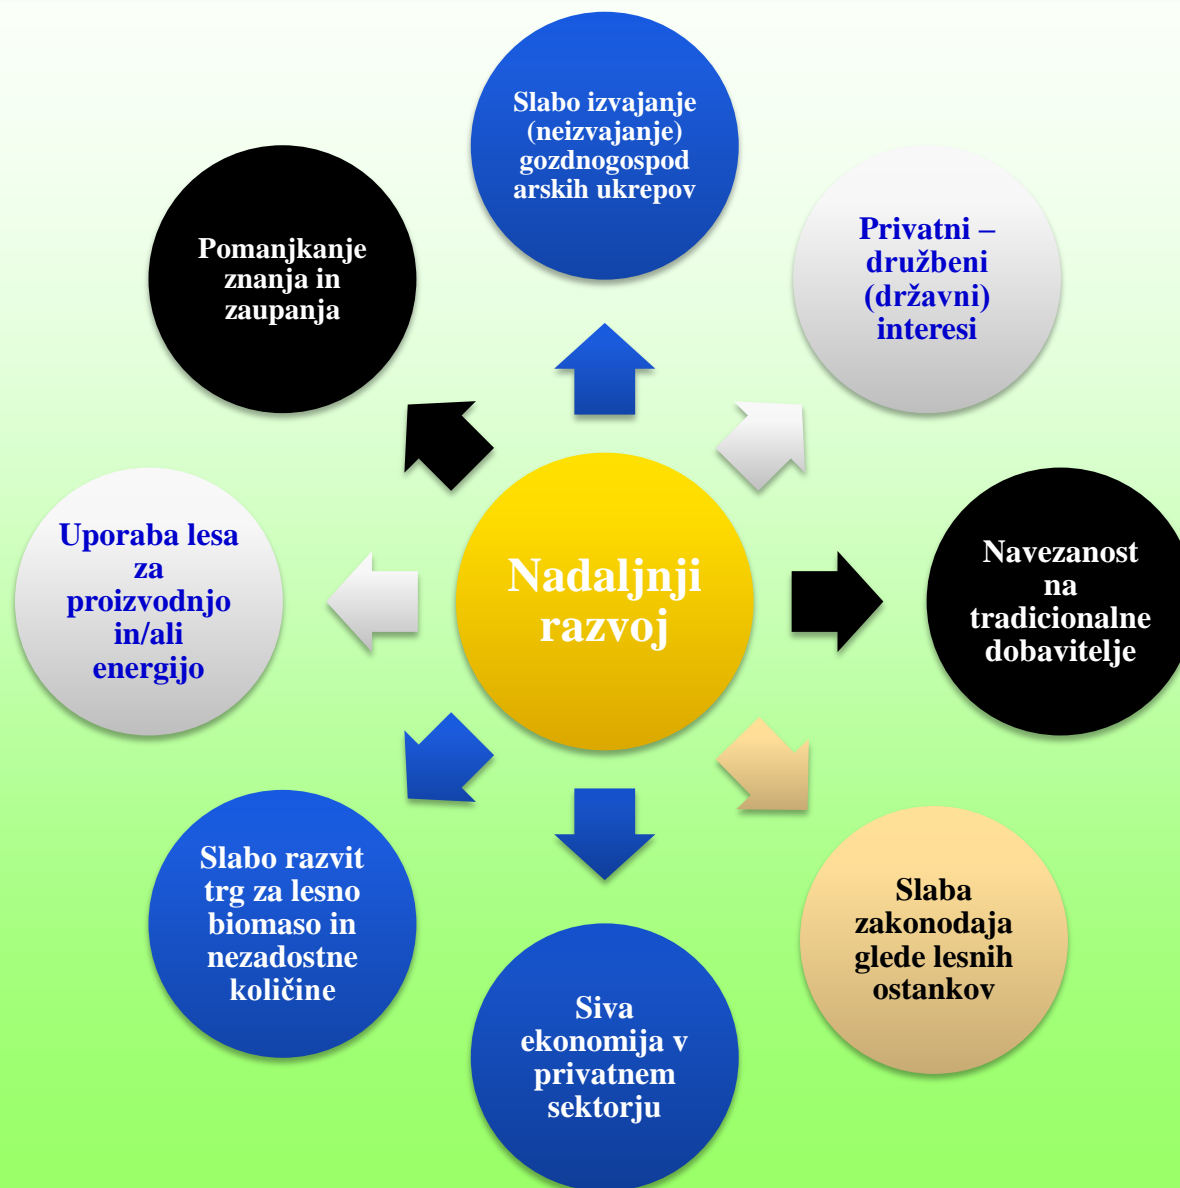 Slabo izvajanje
(neizvajanje)
gozdnogospod
arskih ukrepov
Privatni –
družbeni
(državni)
interesi
Navezanost
na
tradicionalne
dobavitelje
Slaba
zakonodaja
glede lesnih
ostankov
Siva
ekonomija v
privatnem
sektorju
Slabo razvit
trg za lesno
biomaso in
nezadostne
količine
Uporaba lesa
za
proizvodnjo
in/ali
energijo
Pomanjkanje
znanja in
zaupanja
Nadaljnji
razvoj